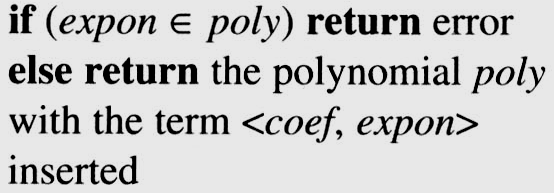 if (expon ∈ poly) return error
else return the polynomial poly
with the term <coef, expon>
inserted